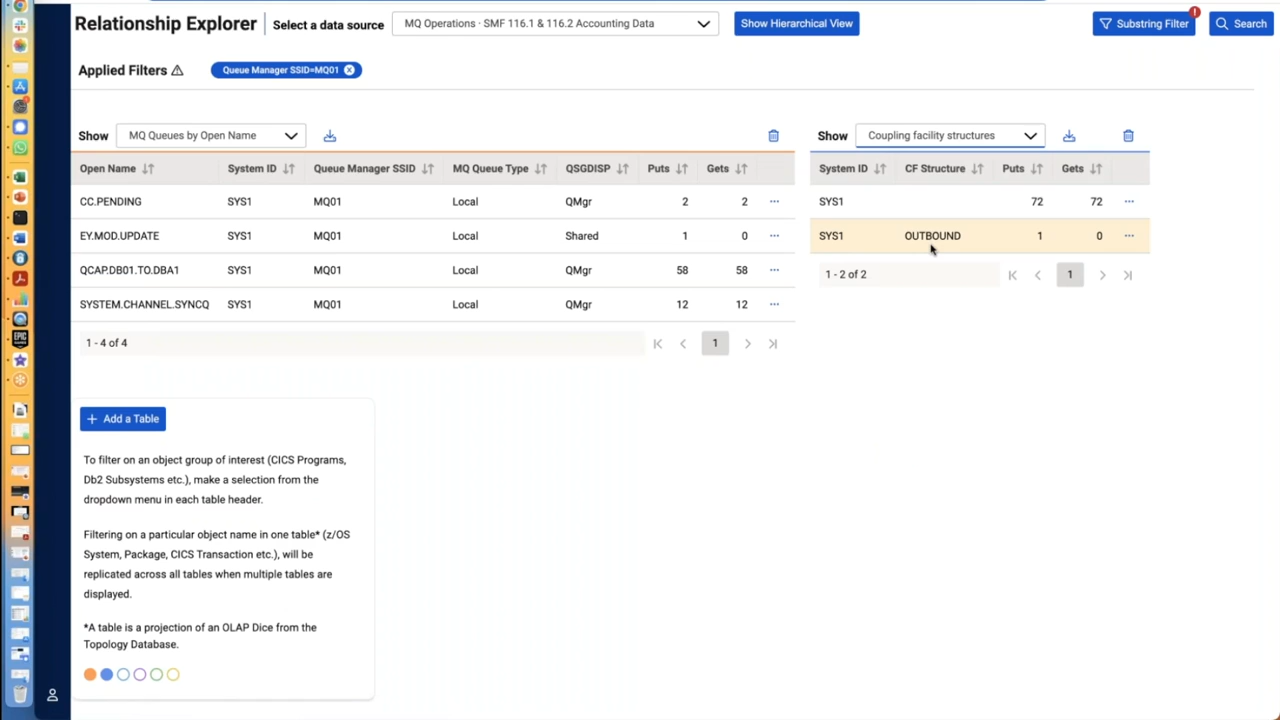 Relationship Explorer
Select a data source
MQ Operations · SMF 116.1 & 116.2 Accounting Data
Show Hierarchical View
Substring Filter
!
Search
Applied Filters
Queue Manager SSID=MQ01
Show
MQ Queues by Open Name
Open Name System ID Queue Manager SSID MQ Queue Type QSGDISP Puts Gets
CC.PENDING SYS1 MQ01 Local QMgr 2 2 ...
EY.MOD.UPDATE SYS1 MQ01 Local Shared 1 0 ...
QCAP.DB01.TO.DBA1 SYS1 MQ01 Local QMgr 58 58 ...
SYSTEM.CHANNEL.SYNCQ SYS1 MQ01 Local QMgr 12 12 ...
1 - 4 of 4
1
Show
Coupling facility structures
System ID CF Structure Puts Gets
SYS1 72 72 ...
SYS1 OUTBOUND 1 0 ...
1 - 2 of 2
1
+ Add a Table
To filter on an object group of interest (CICS Programs,
Db2 Subsystems etc.), make a selection from the
dropdown menu in each table header.
Filtering on a particular object name in one table* (z/OS
System, Package, CICS Transaction etc.), will be
replicated across all tables when multiple tables are
displayed.
*A table is a projection of an OLAP Dice from the
Topology Database.